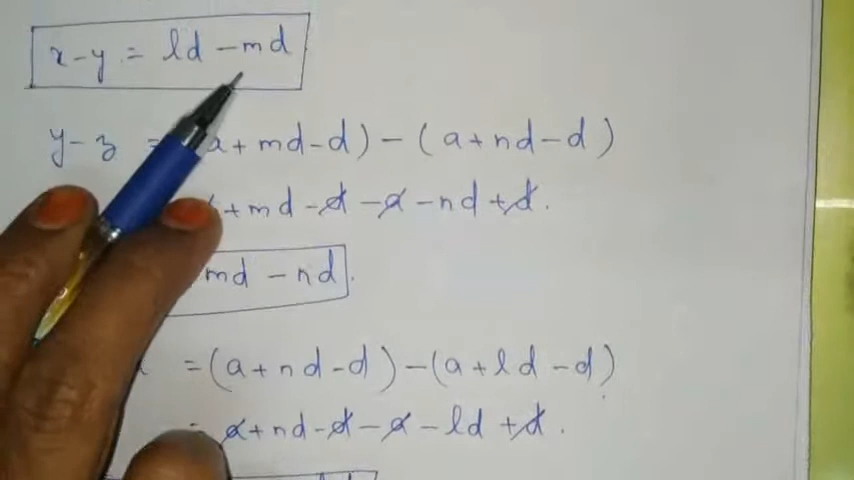 x-y = ld -md
y-z = a + md-d) - (a+nd-d)
+ md -d -a -nd +d.
md - nd
= (a+nd-d) -(a+ld -d)
a+nd-d-a -ld +d.